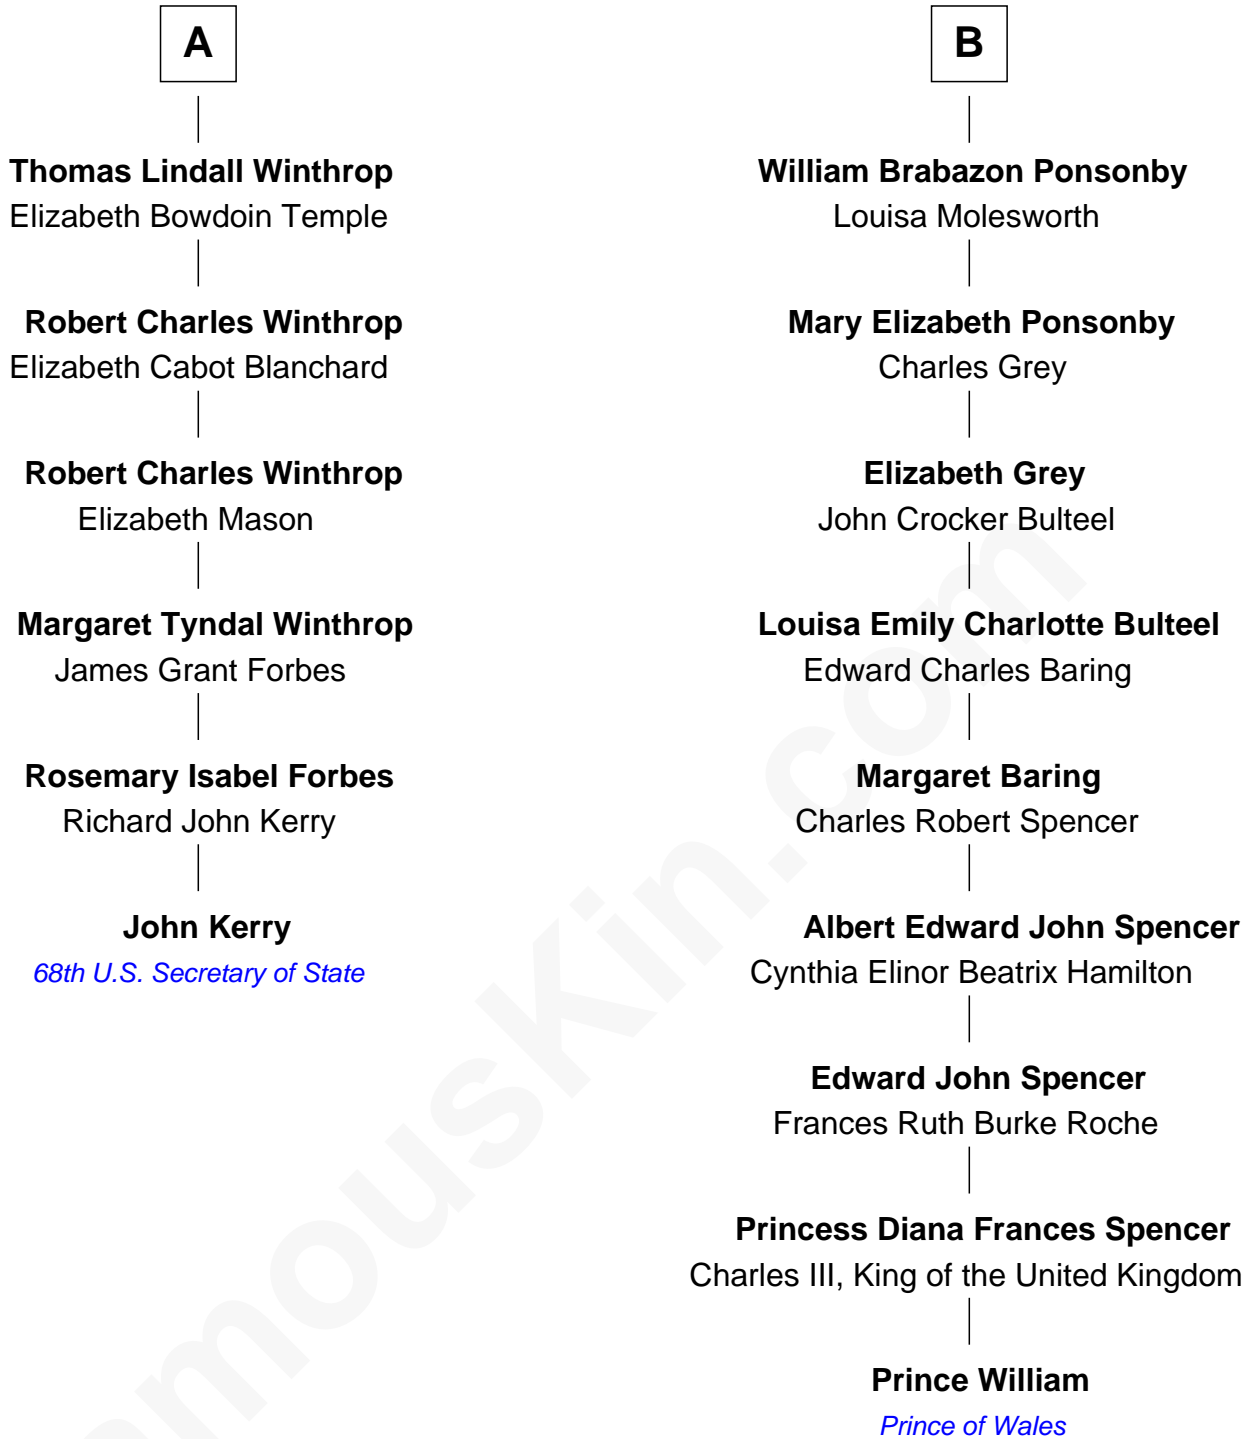 A
Thomas Lindall Winthrop
Elizabeth Bowdoin Temple
Robert Charles Winthrop
Elizabeth Cabot Blanchard
Robert Charles Winthrop
Elizabeth Mason
Margaret Tyndal Winthrop
James Grant Forbes
Rosemary Isabel Forbes
Richard John Kerry
John Kerry
68th U.S. Secretary of State
B
William Brabazon Ponsonby
Louisa Molesworth
Mary Elizabeth Ponsonby
Charles Grey
Elizabeth Grey
John Crocker Bulteel
Louisa Emily Charlotte Bulteel
Edward Charles Baring
Margaret Baring
Charles Robert Spencer
Albert Edward John Spencer
Cynthia Elinor Beatrix Hamilton
Edward John Spencer
Frances Ruth Burke Roche
Princess Diana Frances Spencer
Charles III, King of the United Kingdom
Prince William
Prince of Wales
amousKin.com